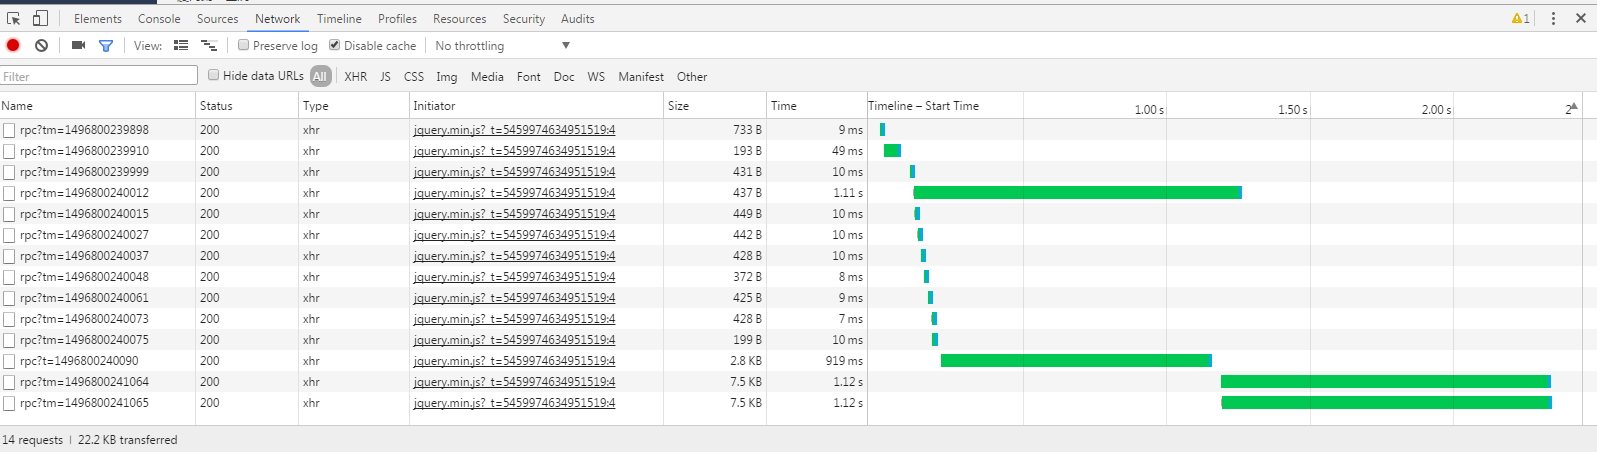 Elements Console Sources Network Timeline Profiles Resources Security Audits 1
View: Preserve log Disable cache No throttling
Filter Hide data URLs All XHR JS CSS Img Media Font Doc WS Manifest Other
Name Status Type Initiator Size Time Timeline – Start Time 1.00 s 1.50 s 2.00 s 2
rpc?tm=1496800239898 200 xhr jquery.min.js?_t=5459974634951519:4 733 B 9 ms
rpc?tm=1496800239910 200 xhr jquery.min.js?_t=5459974634951519:4 193 B 49 ms
rpc?tm=1496800239999 200 xhr jquery.min.js?_t=5459974634951519:4 431 B 10 ms
rpc?tm=1496800240012 200 xhr jquery.min.js?_t=5459974634951519:4 437 B 1.11 s
rpc?tm=1496800240015 200 xhr jquery.min.js?_t=5459974634951519:4 449 B 10 ms
rpc?tm=1496800240027 200 xhr jquery.min.js?_t=5459974634951519:4 442 B 10 ms
rpc?tm=1496800240037 200 xhr jquery.min.js?_t=5459974634951519:4 428 B 10 ms
rpc?tm=1496800240048 200 xhr jquery.min.js?_t=5459974634951519:4 372 B 8 ms
rpc?tm=1496800240061 200 xhr jquery.min.js?_t=5459974634951519:4 425 B 9 ms
rpc?tm=1496800240073 200 xhr jquery.min.js?_t=5459974634951519:4 428 B 7 ms
rpc?tm=1496800240075 200 xhr jquery.min.js?_t=5459974634951519:4 199 B 10 ms
rpc?t=1496800240090 200 xhr jquery.min.js?_t=5459974634951519:4 2.8 KB 919 ms
rpc?tm=1496800241064 200 xhr jquery.min.js?_t=5459974634951519:4 7.5 KB 1.12 s
rpc?tm=1496800241065 200 xhr jquery.min.js?_t=5459974634951519:4 7.5 KB 1.12 s
14 requests | 22.2 KB transferred